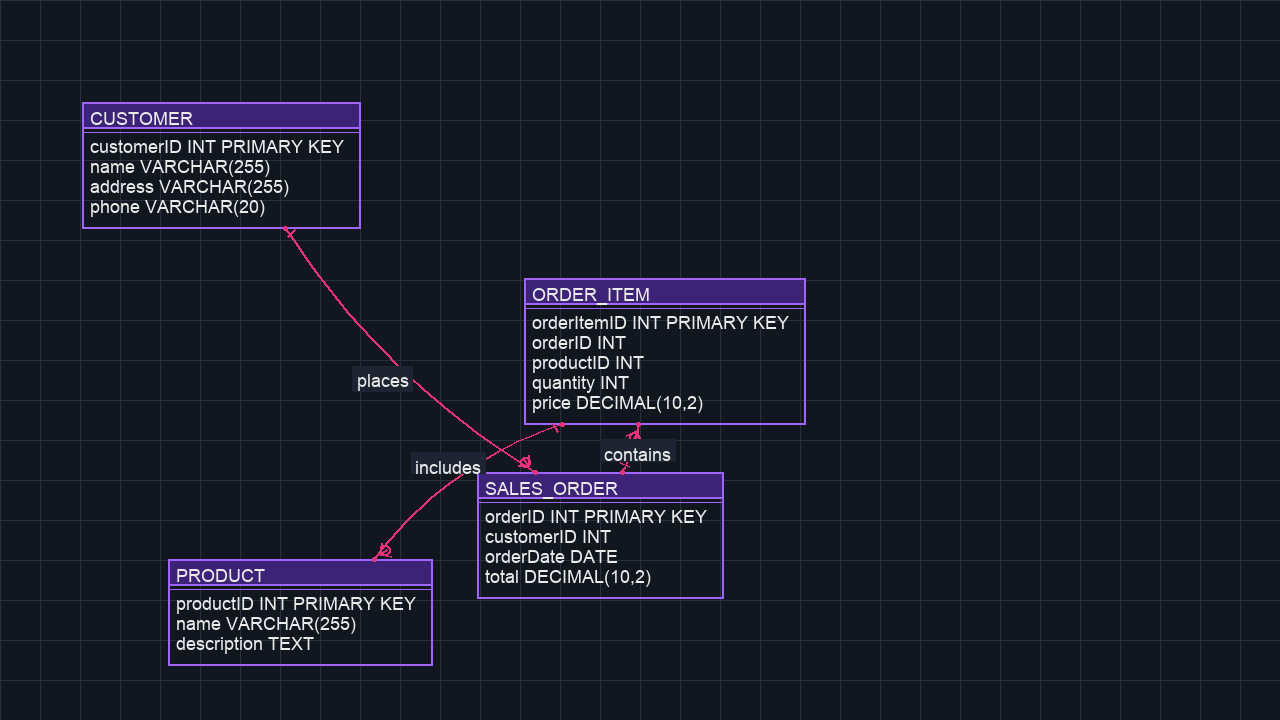 CUSTOMER
customerID INT PRIMARY KEY
name VARCHAR(255)
address VARCHAR(255)
phone VARCHAR(20)
ORDER_ITEM
orderItemID INT PRIMARY KEY
orderID INT
productID INT
quantity INT
price DECIMAL(10,2)
places
contains
includes
SALES_ORDER
orderID INT PRIMARY KEY
customerID INT
orderDate DATE
total DECIMAL(10,2)
PRODUCT
productID INT PRIMARY KEY
name VARCHAR(255)
description TEXT